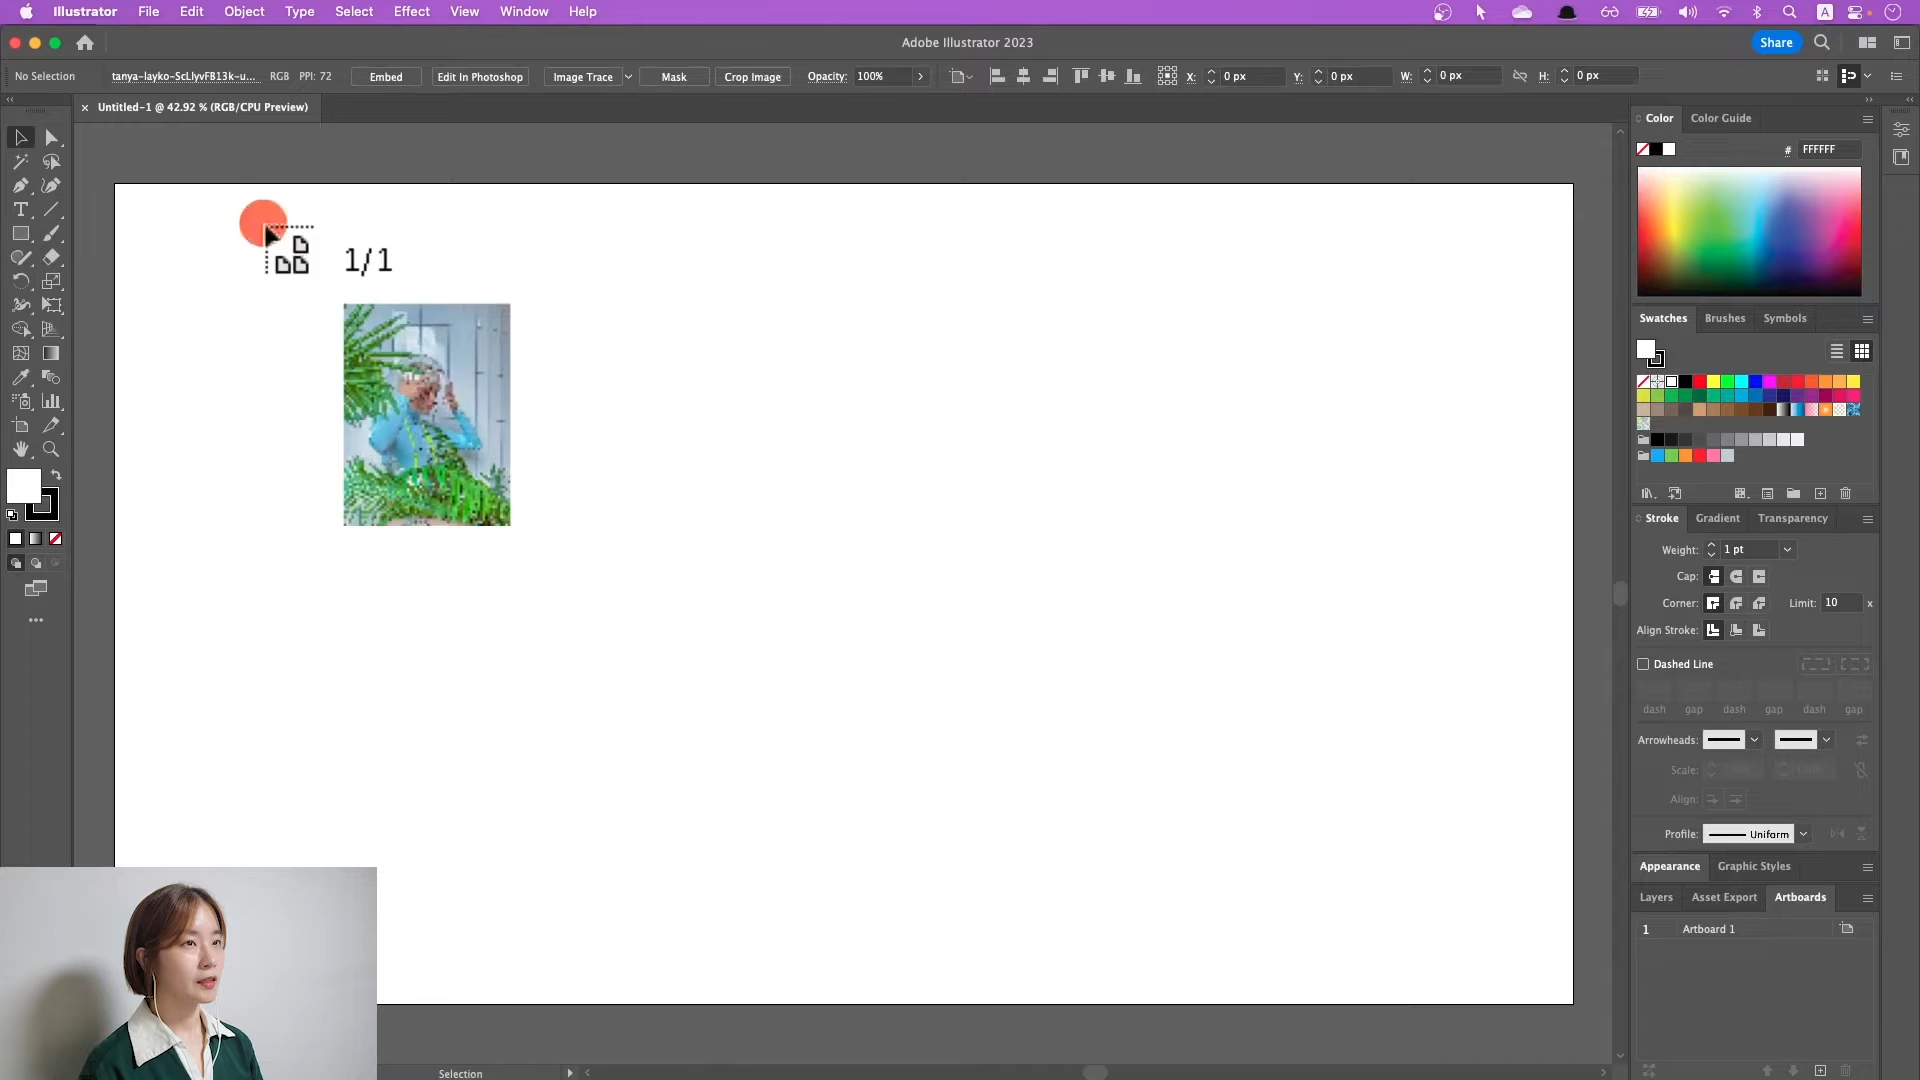 Illustrator File Edit Object Type Select Effect View Window Help
A
Adobe Illustrator 2023
Share
No Selection tanya-layko-ScLlyvFB13k-u... RGB PPI: 72 Embed Edit In Photoshop Image Trace Mask Crop Image Opacity: 100% X: 0 px Y: 0 px W: 0 px H: 0 px
× Untitled-1 @ 42.92 % (RGB/CPU Preview)
Color Color Guide
# FFFFFF
1/1
Swatches Brushes Symbols
Stroke Gradient Transparency
Weight: 1 pt
Cap:
Corner: Limit: 10 x
Align Stroke:
Dashed Line
dash gap dash gap dash gap
Arrowheads:
Scale:
Align:
Profile: Uniform
Appearance Graphic Styles
Layers Asset Export Artboards
1 Artboard 1
Selection